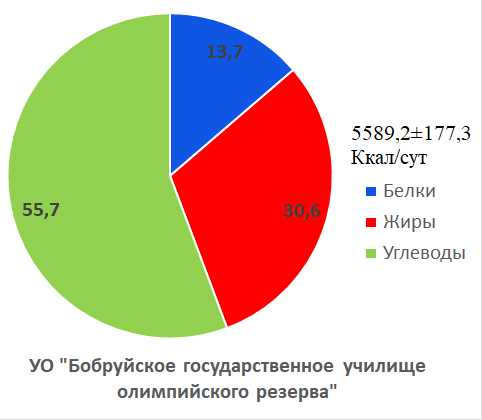 13,7
5589,2±177,3
Ккал/сут
Белки
55,7
30,6
Жиры
Углеводы
УО "Бобруйское государственное училище
олимпийского резерва"